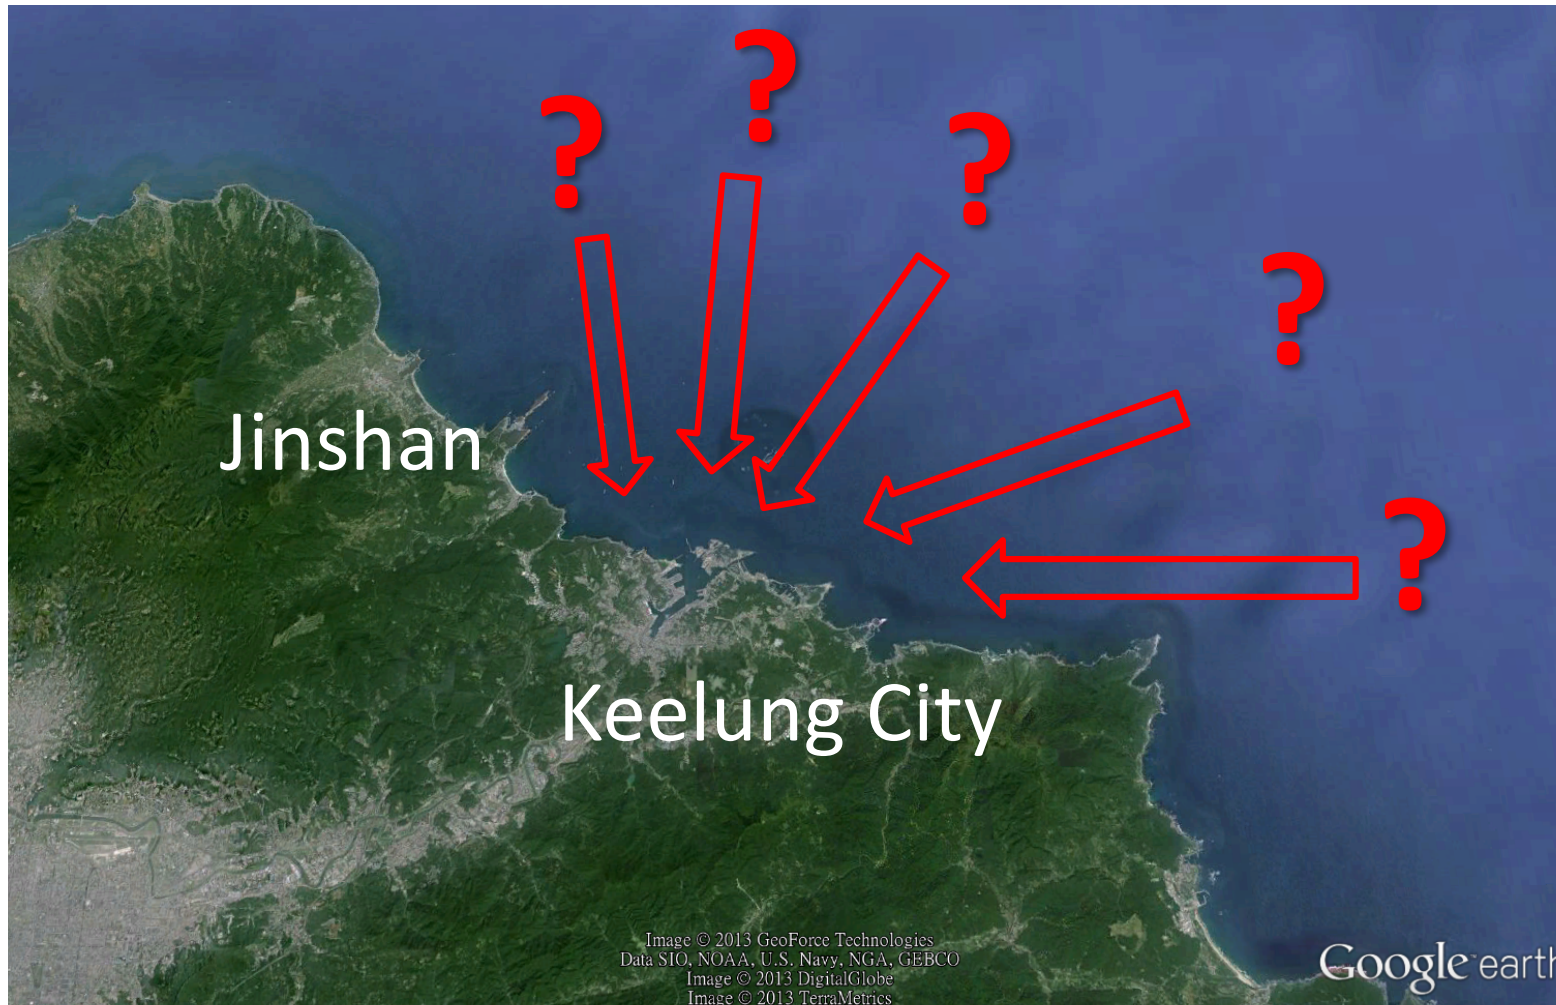 ?
?
?
?
Jinshan
?
Keelung City
Image © 2013 GeoForce Technologies
Data SIO, NOAA, U.S. Navy, NGA, GEBCO
Image © 2013 DigitalGlobe
Image © 2013 TerraMetrics
Google earth